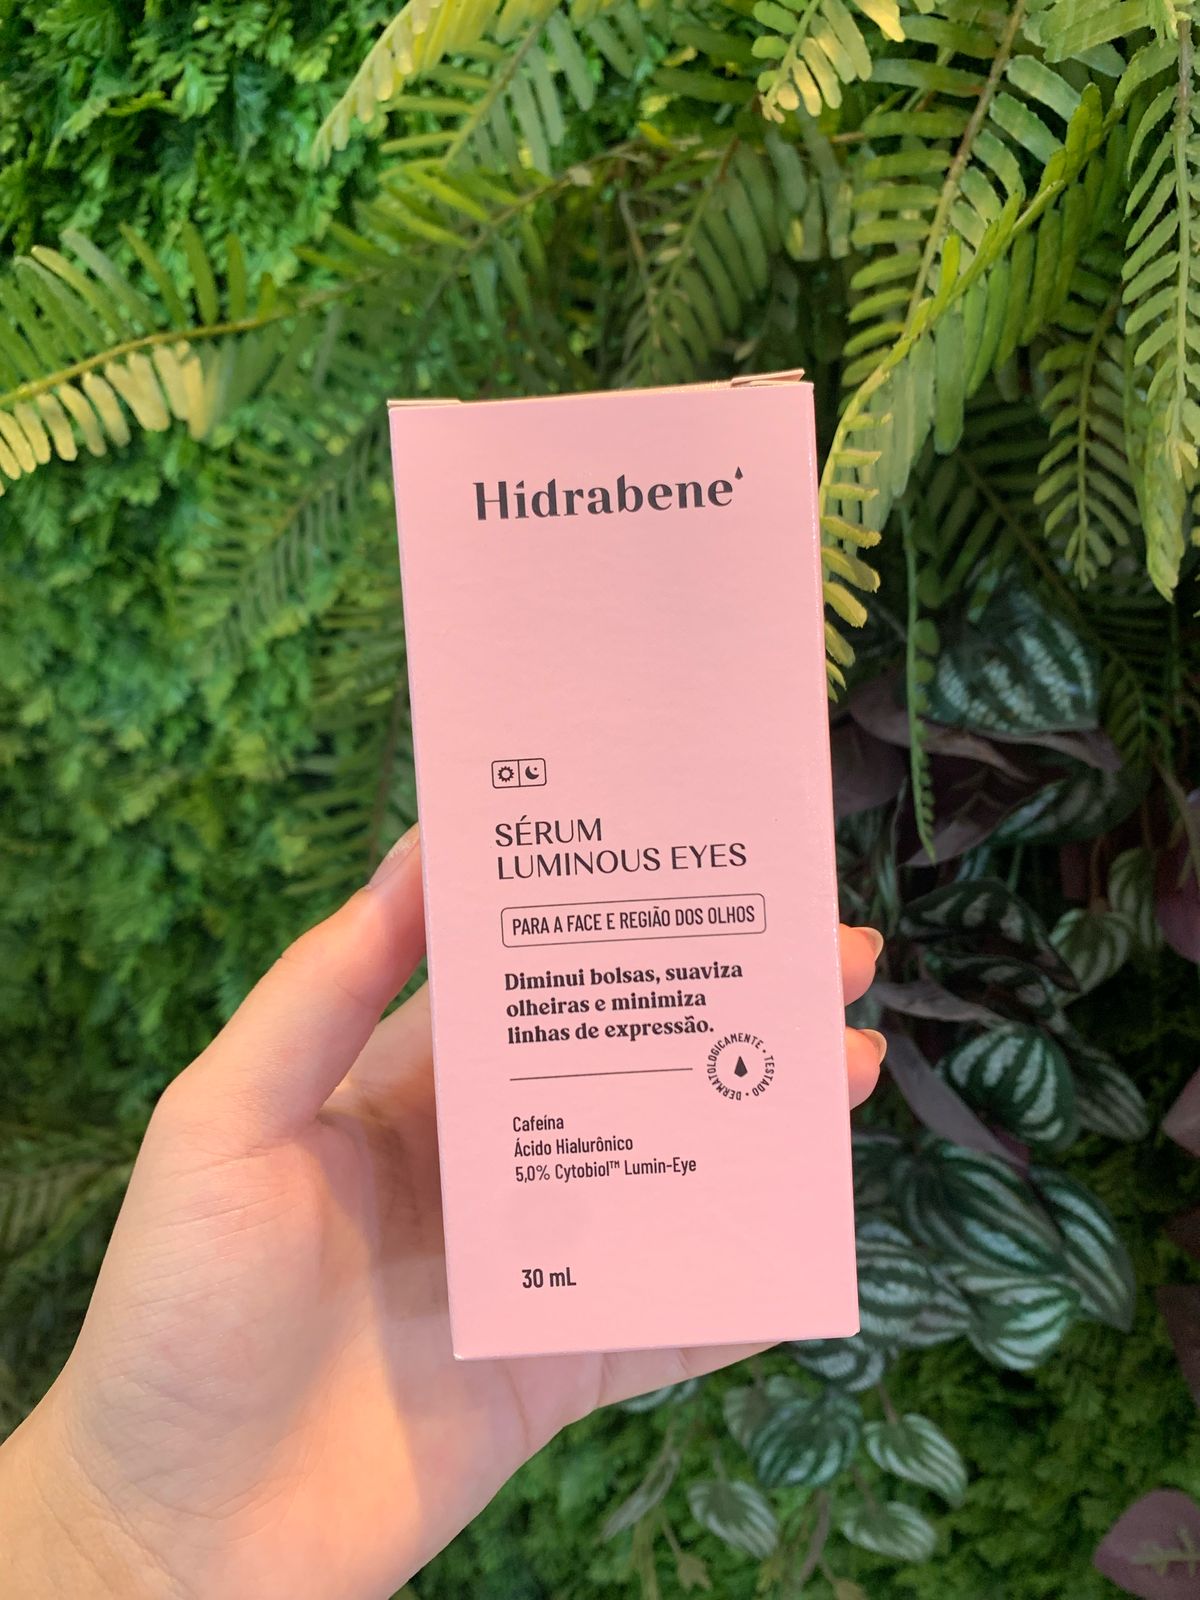 Hidrabene
SÉRUM
LUMINOUS EYES
PARA A FACE E REGIÃO DOS OLHOS
Diminui bolsas, suaviza
olheiras e minimiza
linhas de expressão.
DERMATOLOGICAMENTE • TESTADO •
Cafeína
Ácido Hialurônico
5,0% Cytobiol™ Lumin-Eye
30 mL